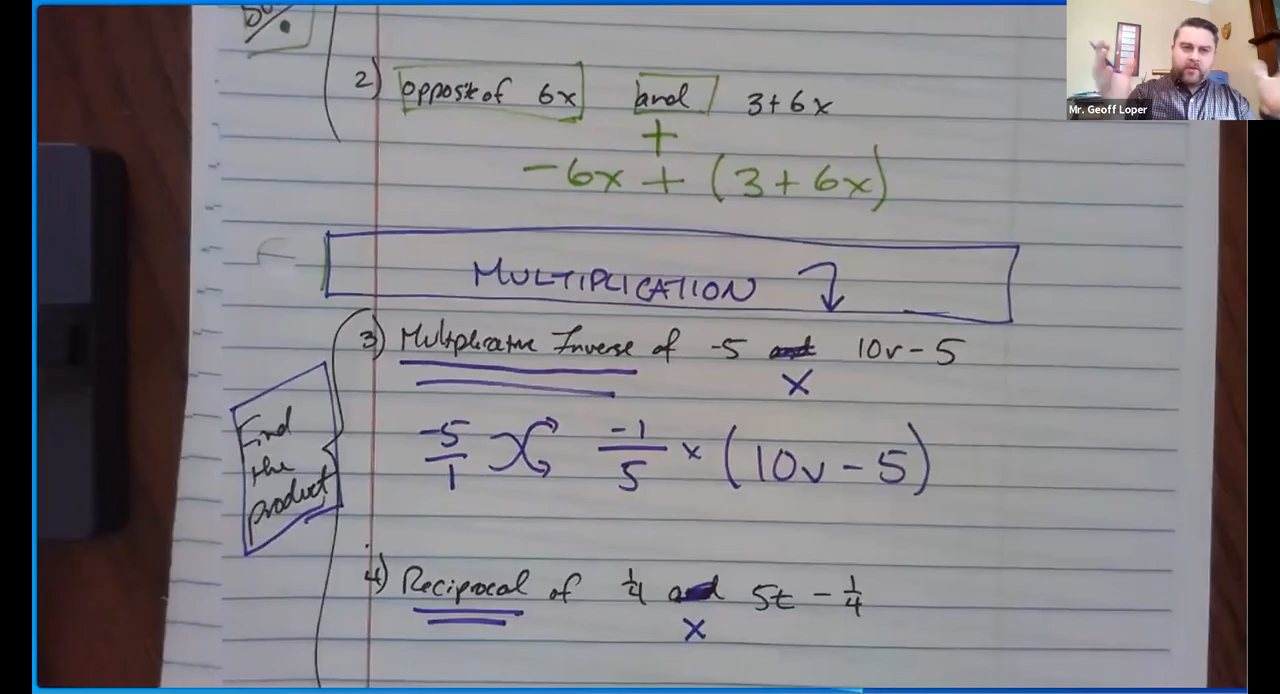 Mr. Geoff Loper
2) opposite of 6x and 3+6x
+
-6x + (3 + 6x)
MULTIPLICATION
3) Multiplicative Inverse of -5 and 10v - 5
x
Find
the
product
-5/1 -1/5 x (10v - 5)
4) Reciprocal of 1/4 and 5t - 1/4
x